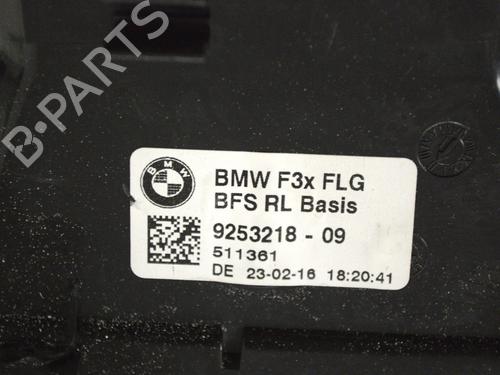 B-PARTS
BMW
BMW F3x FLG
BFS RL Basis
9253218 - 09
511361
DE 23-02-16 18:20:41